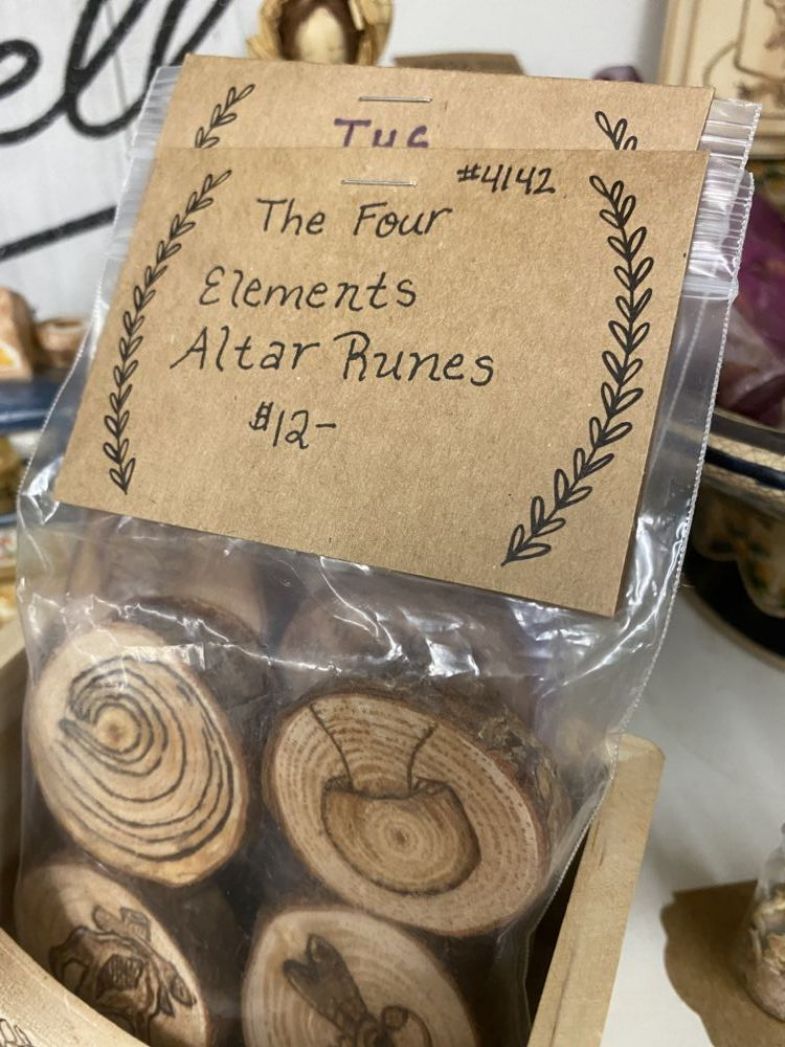 #4142
The Four
Elements
Altar Runes
$12-